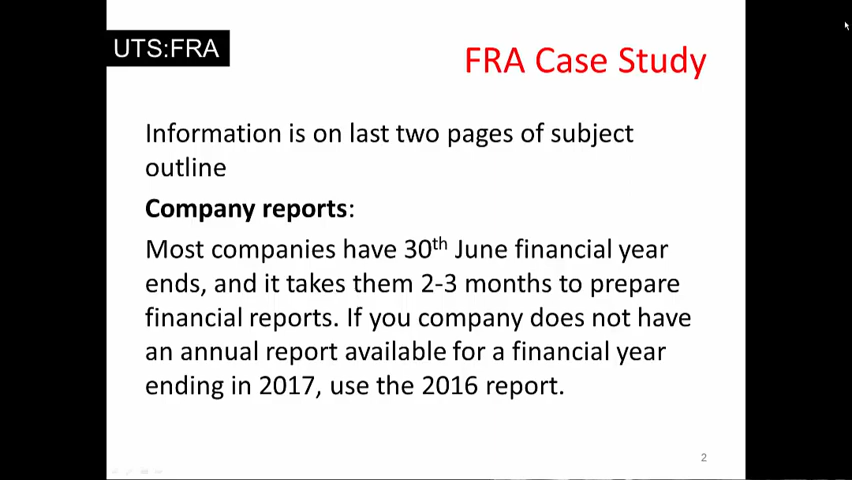 UTS:FRA
FRA Case Study
Information is on last two pages of subject
outline
Company reports:
Most companies have 30th June financial year
ends, and it takes them 2-3 months to prepare
financial reports. If you company does not have
an annual report available for a financial year
ending in 2017, use the 2016 report.
2